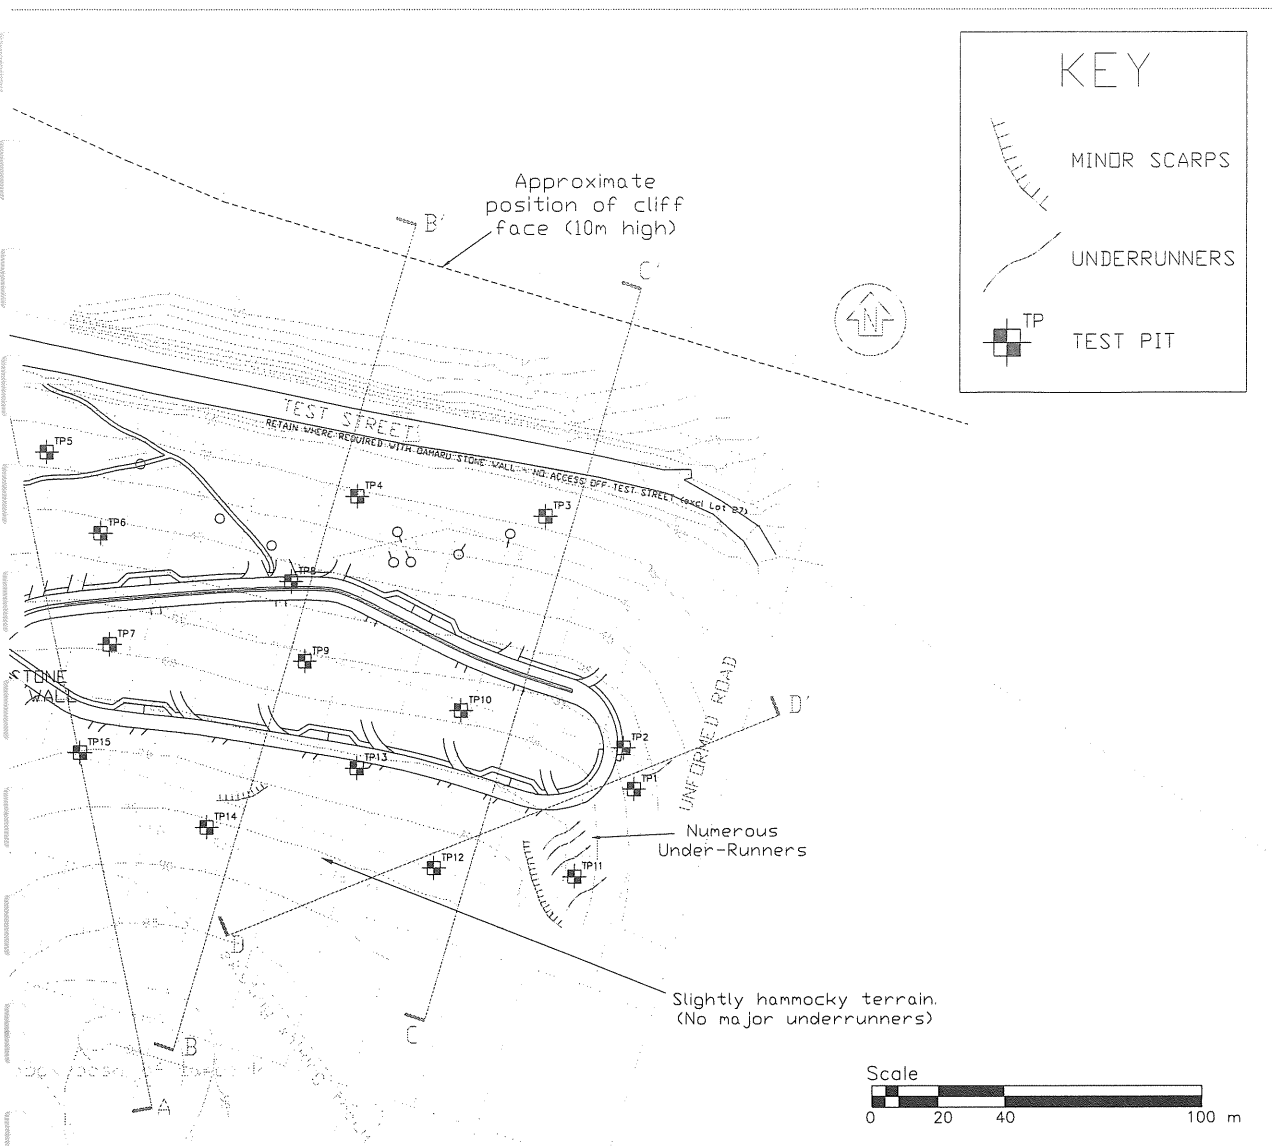 KEY
MINOR SCARPS
UNDERRUNNERS
TP
TEST PIT
Approximate
position of cliff
face (10m high)
B'
C'
N
TEST STREET
RETAIN WHERE REQUIRED WITH OAMARU STONE WALL - NO ACCESS OFF TEST STREET (excl Lot 27)
TP5
TP4
TP3
TP6
TP8
TP7
TP9
STONE
WALL
TP10
UNFORMED ROAD
D'
TP15
TP13
TP2
TP1
TP14
Numerous
Under-Runners
TP12
TP11
D
Slightly hammocky terrain.
(No major underrunners)
C
B
A
Scale
0 20 40 100 m